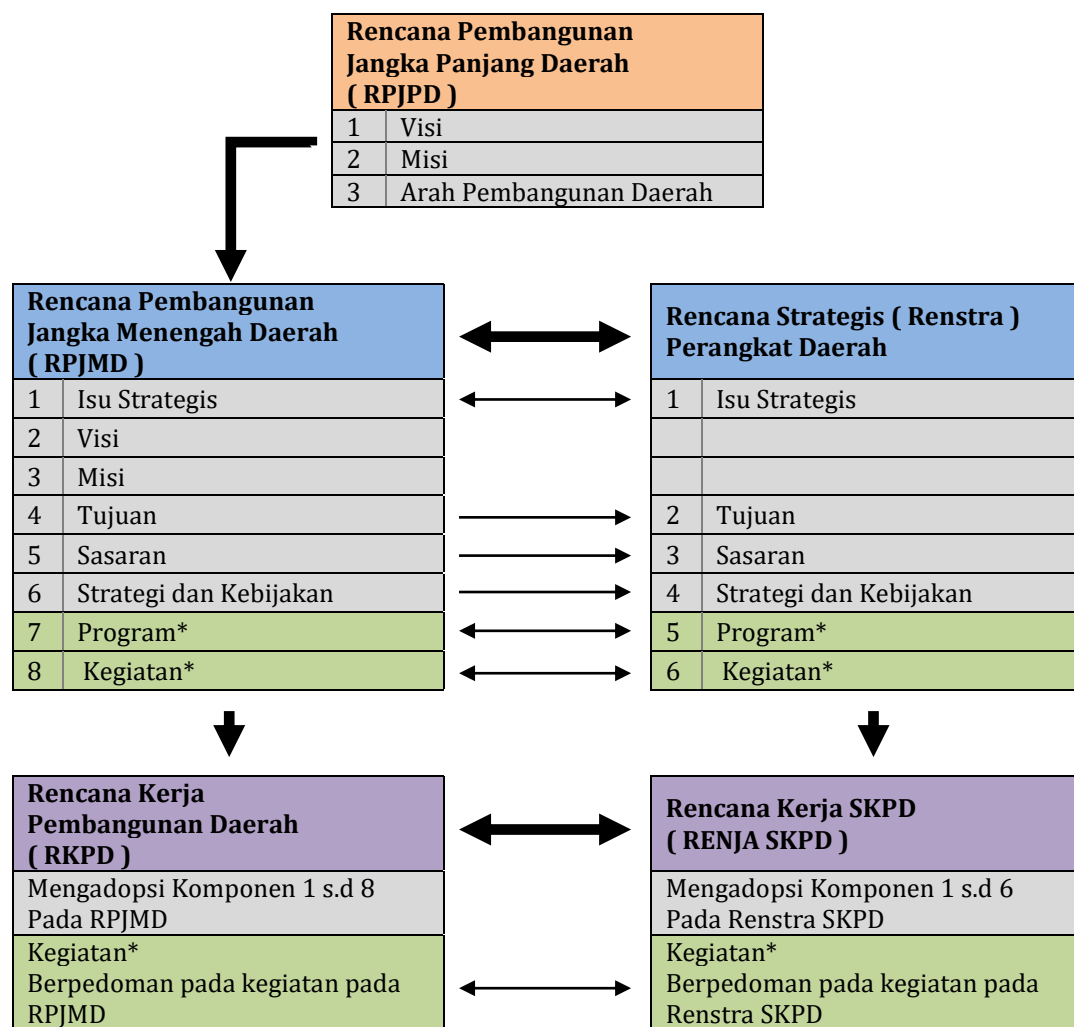 Rencana Pembangunan
Jangka Panjang Daerah
( RPJPD )
1 Visi
2 Misi
3 Arah Pembangunan Daerah
Rencana Pembangunan
Jangka Menengah Daerah
( RPJMD )
1 Isu Strategis
2 Visi
3 Misi
4 Tujuan
5 Sasaran
6 Strategi dan Kebijakan
7 Program*
8 Kegiatan*
Rencana Strategis ( Renstra )
Perangkat Daerah
1 Isu Strategis
2 Tujuan
3 Sasaran
4 Strategi dan Kebijakan
5 Program*
6 Kegiatan*
Rencana Kerja
Pembangunan Daerah
( RKPD )
Mengadopsi Komponen 1 s.d 8
Pada RPJMD
Kegiatan*
Berpedoman pada kegiatan pada
RPJMD
Rencana Kerja SKPD
( RENJA SKPD )
Mengadopsi Komponen 1 s.d 6
Pada Renstra SKPD
Kegiatan*
Berpedoman pada kegiatan pada
Renstra SKPD